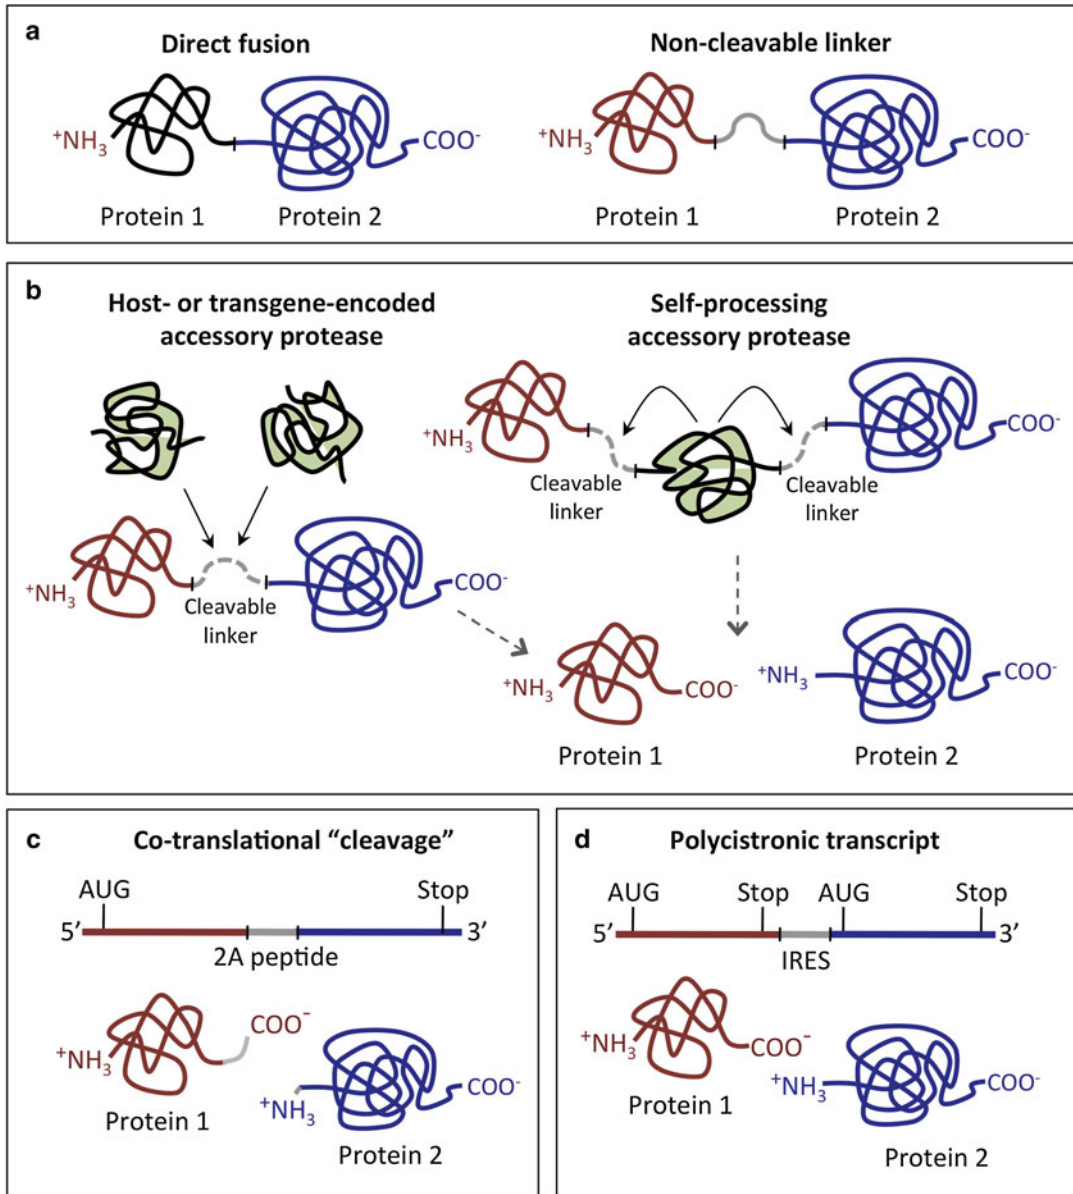 a
Direct fusion
⁺NH₃
COO⁻
Protein 1
Protein 2
Non-cleavable linker
⁺NH₃
COO⁻
Protein 1
Protein 2
b
Host- or transgene-encoded
accessory protease
⁺NH₃
Cleavable
linker
COO⁻
Self-processing
accessory protease
⁺NH₃
Cleavable
linker
Cleavable
linker
COO⁻
⁺NH₃
COO⁻
Protein 1
⁺NH₃
COO⁻
Protein 2
c
Co-translational “cleavage”
AUG
Stop
5’
3’
2A peptide
⁺NH₃
COO⁻
Protein 1
⁺NH₃
COO⁻
Protein 2
d
Polycistronic transcript
AUG
Stop
AUG
Stop
5’
3’
IRES
⁺NH₃
COO⁻
Protein 1
⁺NH₃
COO⁻
Protein 2